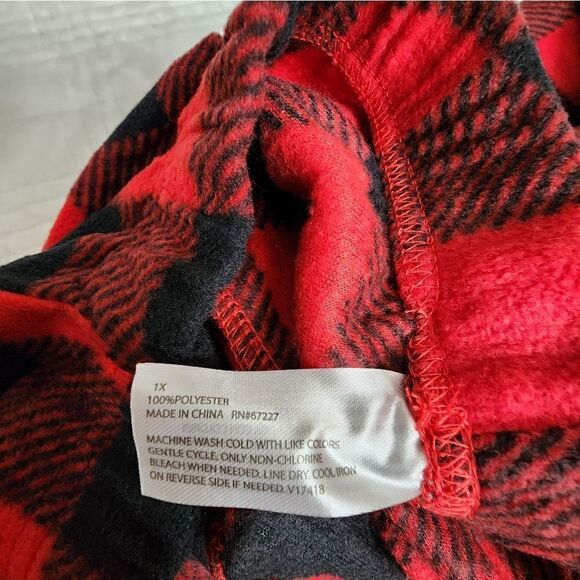 1X
100%POLYESTER
MADE IN CHINA RN#67227
MACHINE WASH COLD WITH LIKE COLORS
GENTLE CYCLE. ONLY NON-CHLORINE
BLEACH WHEN NEEDED. LINE DRY. COOL IRON
ON REVERSE SIDE IF NEEDED. V17418